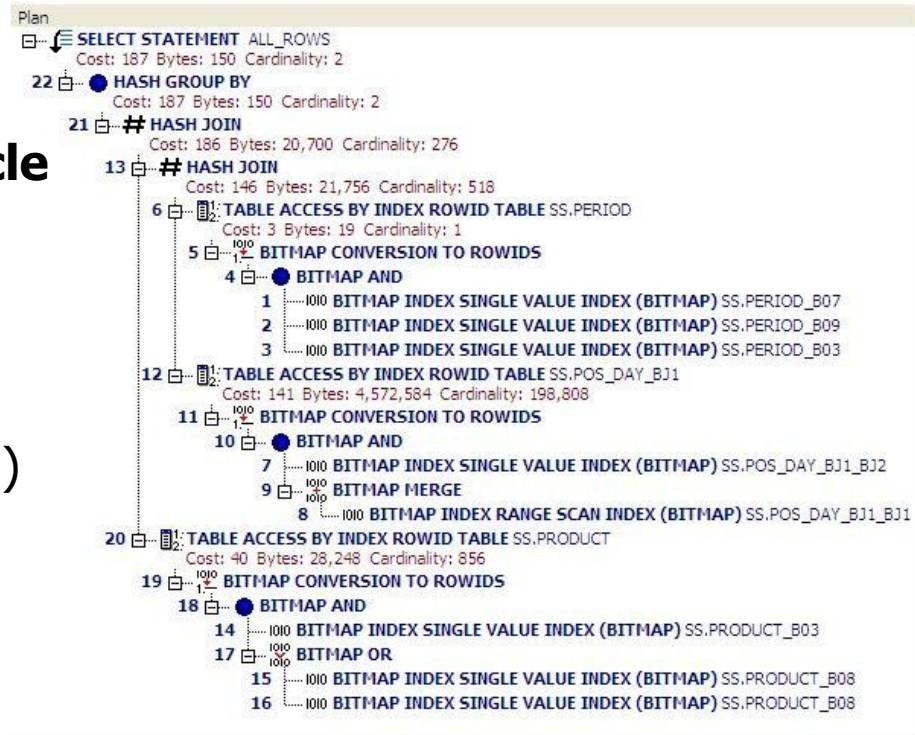 Plan
SELECT STATEMENT ALL_ROWS
Cost: 187 Bytes: 150 Cardinality: 2
22 HASH GROUP BY
Cost: 187 Bytes: 150 Cardinality: 2
21 HASH JOIN
Cost: 186 Bytes: 20,700 Cardinality: 276
cle
13 HASH JOIN
Cost: 146 Bytes: 21,756 Cardinality: 518
6 TABLE ACCESS BY INDEX ROWID TABLE SS.PERIOD
Cost: 3 Bytes: 19 Cardinality: 1
5 BITMAP CONVERSION TO ROWIDS
4 BITMAP AND
1 BITMAP INDEX SINGLE VALUE INDEX (BITMAP) SS.PERIOD_B07
2 BITMAP INDEX SINGLE VALUE INDEX (BITMAP) SS.PERIOD_B09
3 BITMAP INDEX SINGLE VALUE INDEX (BITMAP) SS.PERIOD_B03
12 TABLE ACCESS BY INDEX ROWID TABLE SS.POS_DAY_BJ1
Cost: 141 Bytes: 4,572,584 Cardinality: 198,808
11 BITMAP CONVERSION TO ROWIDS
10 BITMAP AND
)
7 BITMAP INDEX SINGLE VALUE INDEX (BITMAP) SS.POS_DAY_BJ1_BJ2
9 BITMAP MERGE
8 BITMAP INDEX RANGE SCAN INDEX (BITMAP) SS.POS_DAY_BJ1_BJ1
20 TABLE ACCESS BY INDEX ROWID TABLE SS.PRODUCT
Cost: 40 Bytes: 28,248 Cardinality: 856
19 BITMAP CONVERSION TO ROWIDS
18 BITMAP AND
14 BITMAP INDEX SINGLE VALUE INDEX (BITMAP) SS.PRODUCT_B03
17 BITMAP OR
15 BITMAP INDEX SINGLE VALUE INDEX (BITMAP) SS.PRODUCT_B08
16 BITMAP INDEX SINGLE VALUE INDEX (BITMAP) SS.PRODUCT_B08